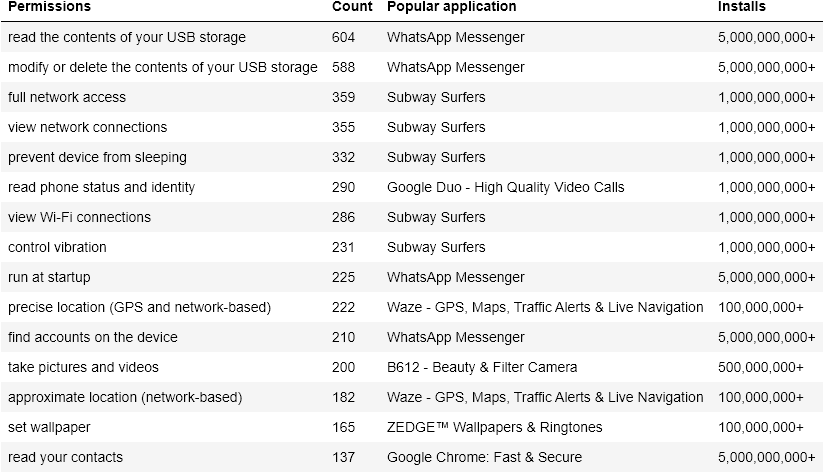 Permissions Count Popular application Installs
read the contents of your USB storage 604 WhatsApp Messenger 5,000,000,000+
modify or delete the contents of your USB storage 588 WhatsApp Messenger 5,000,000,000+
full network access 359 Subway Surfers 1,000,000,000+
view network connections 355 Subway Surfers 1,000,000,000+
prevent device from sleeping 332 Subway Surfers 1,000,000,000+
read phone status and identity 290 Google Duo - High Quality Video Calls 1,000,000,000+
view Wi-Fi connections 286 Subway Surfers 1,000,000,000+
control vibration 231 Subway Surfers 1,000,000,000+
run at startup 225 WhatsApp Messenger 5,000,000,000+
precise location (GPS and network-based) 222 Waze - GPS, Maps, Traffic Alerts & Live Navigation 100,000,000+
find accounts on the device 210 WhatsApp Messenger 5,000,000,000+
take pictures and videos 200 B612 - Beauty & Filter Camera 500,000,000+
approximate location (network-based) 182 Waze - GPS, Maps, Traffic Alerts & Live Navigation 100,000,000+
set wallpaper 165 ZEDGE™ Wallpapers & Ringtones 100,000,000+
read your contacts 137 Google Chrome: Fast & Secure 5,000,000,000+